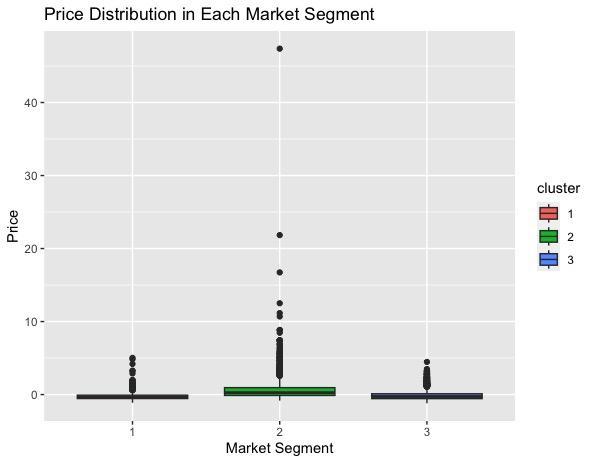 Price Distribution in Each Market Segment
40
30
20
10
0
Price
1
2
3
Market Segment
cluster
1
2
3